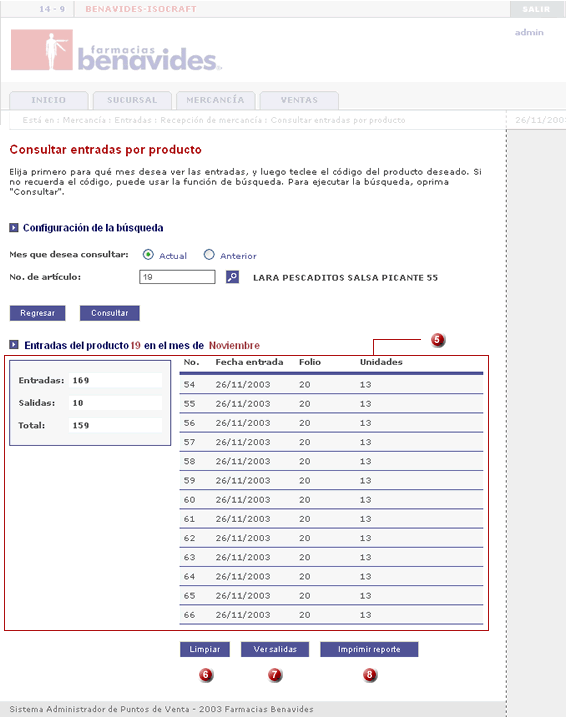 14 - 9 BENAVIDES-ISOCRAFT SALIR
admin
farmacias
benavides
INICIO SUCURSAL MERCANCÍA VENTAS
Está en : Mercancía : Entradas : Recepción de mercancía : Consultar entradas por producto 26/11/200
Consultar entradas por producto
Elija primero para qué mes desea ver las entradas, y luego teclee el código del producto deseado. Si
no recuerda el código, puede usar la función de búsqueda. Para ejecutar la búsqueda, oprima
"Consultar".
Configuración de la búsqueda
Mes que desea consultar: Actual Anterior
No. de artículo: 19 LARA PESCADITOS SALSA PICANTE 55
Regresar Consultar
Entradas del producto 19 en el mes de Noviembre
5
Entradas: 169
Salidas: 10
Total: 159
No. Fecha entrada Folio Unidades
54 26/11/2003 20 13
55 26/11/2003 20 13
56 26/11/2003 20 13
57 26/11/2003 20 13
58 26/11/2003 20 13
59 26/11/2003 20 13
60 26/11/2003 20 13
61 26/11/2003 20 13
62 26/11/2003 20 13
63 26/11/2003 20 13
64 26/11/2003 20 13
65 26/11/2003 20 13
66 26/11/2003 20 13
Limpiar Ver salidas Imprimir reporte
6 7 8
Sistema Administrador de Puntos de Venta - 2003 Farmacias Benavides